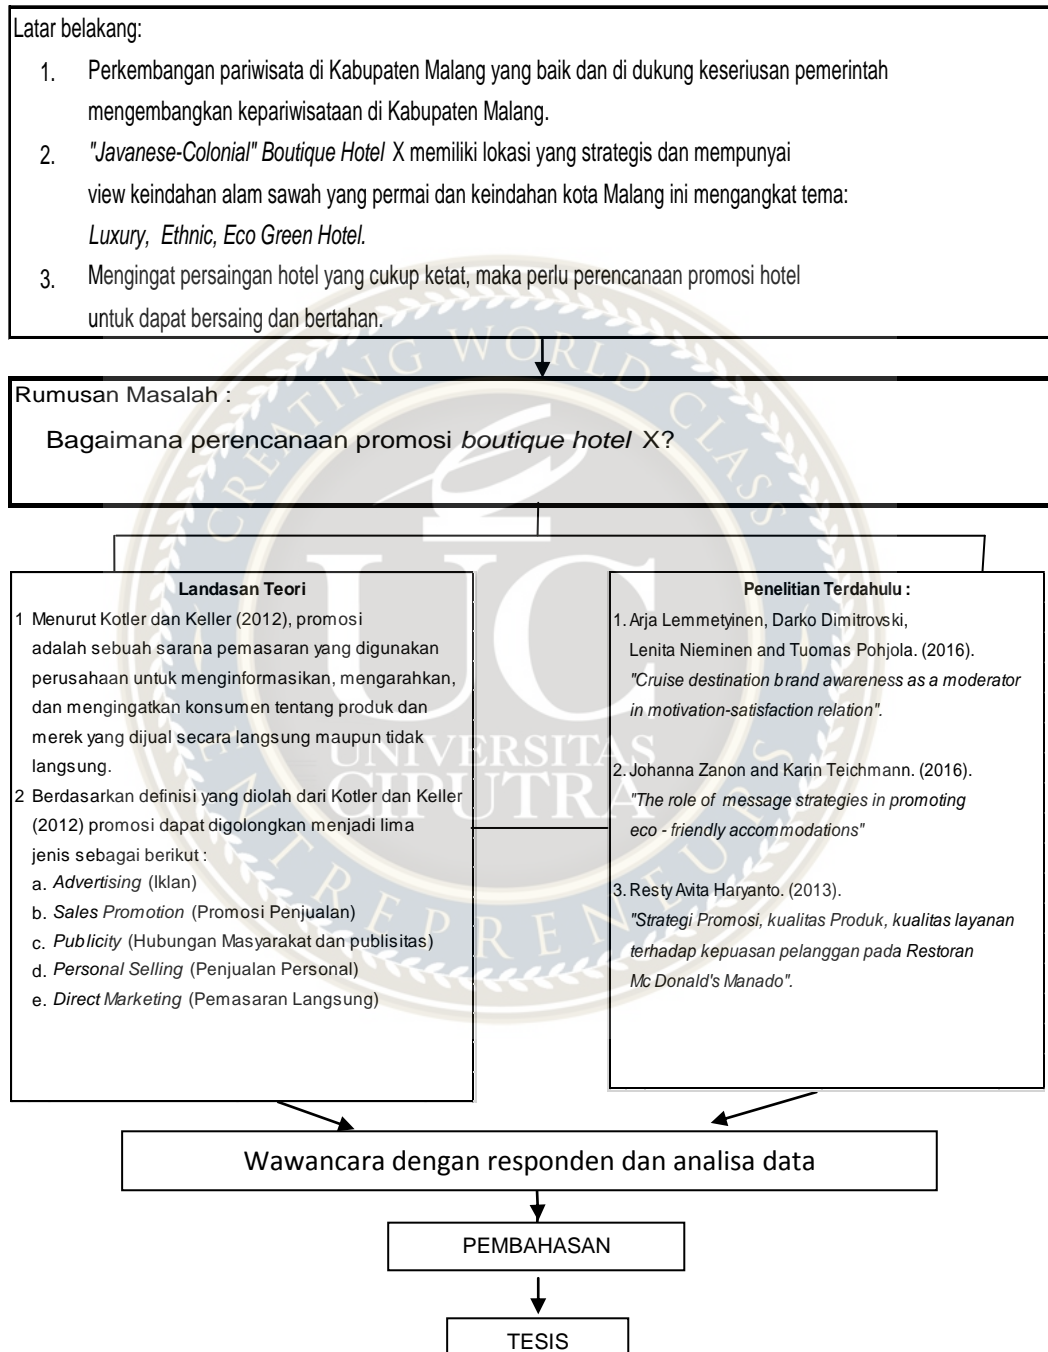 Latar belakang:
1. Perkembangan pariwisata di Kabupaten Malang yang baik dan di dukung keseriusan pemerintah
mengembangkan kepariwisataan di Kabupaten Malang.
2. "Javanese-Colonial" Boutique Hotel X memiliki lokasi yang strategis dan mempunyai
view keindahan alam sawah yang permai dan keindahan kota Malang ini mengangkat tema:
Luxury, Ethnic, Eco Green Hotel.
3. Mengingat persaingan hotel yang cukup ketat, maka perlu perencanaan promosi hotel
untuk dapat bersaing dan bertahan.
Rumusan Masalah :
Bagaimana perencanaan promosi boutique hotel X?
Landasan Teori
1 Menurut Kotler dan Keller (2012), promosi
adalah sebuah sarana pemasaran yang digunakan
perusahaan untuk menginformasikan, mengarahkan,
dan mengingatkan konsumen tentang produk dan
merek yang dijual secara langsung maupun tidak
langsung.
2 Berdasarkan definisi yang diolah dari Kotler dan Keller
(2012) promosi dapat digolongkan menjadi lima
jenis sebagai berikut :
a. Advertising (Iklan)
b. Sales Promotion (Promosi Penjualan)
c. Publicity (Hubungan Masyarakat dan publisitas)
d. Personal Selling (Penjualan Personal)
e. Direct Marketing (Pemasaran Langsung)
Penelitian Terdahulu :
1. Arja Lemmetyinen, Darko Dimitrovski,
Lenita Nieminen and Tuomas Pohjola. (2016).
"Cruise destination brand awareness as a moderator
in motivation-satisfaction relation".
2. Johanna Zanon and Karin Teichmann. (2016).
"The role of message strategies in promoting
eco - friendly accommodations"
3. Resty Avita Haryanto. (2013).
"Strategi Promosi, kualitas Produk, kualitas layanan
terhadap kepuasan pelanggan pada Restoran
Mc Donald's Manado".
Wawancara dengan responden dan analisa data
PEMBAHASAN
TESIS
CREATING WORLD CLASS
UC
UNIVERSITAS
CIPUTRA
ENTREPRENEURS